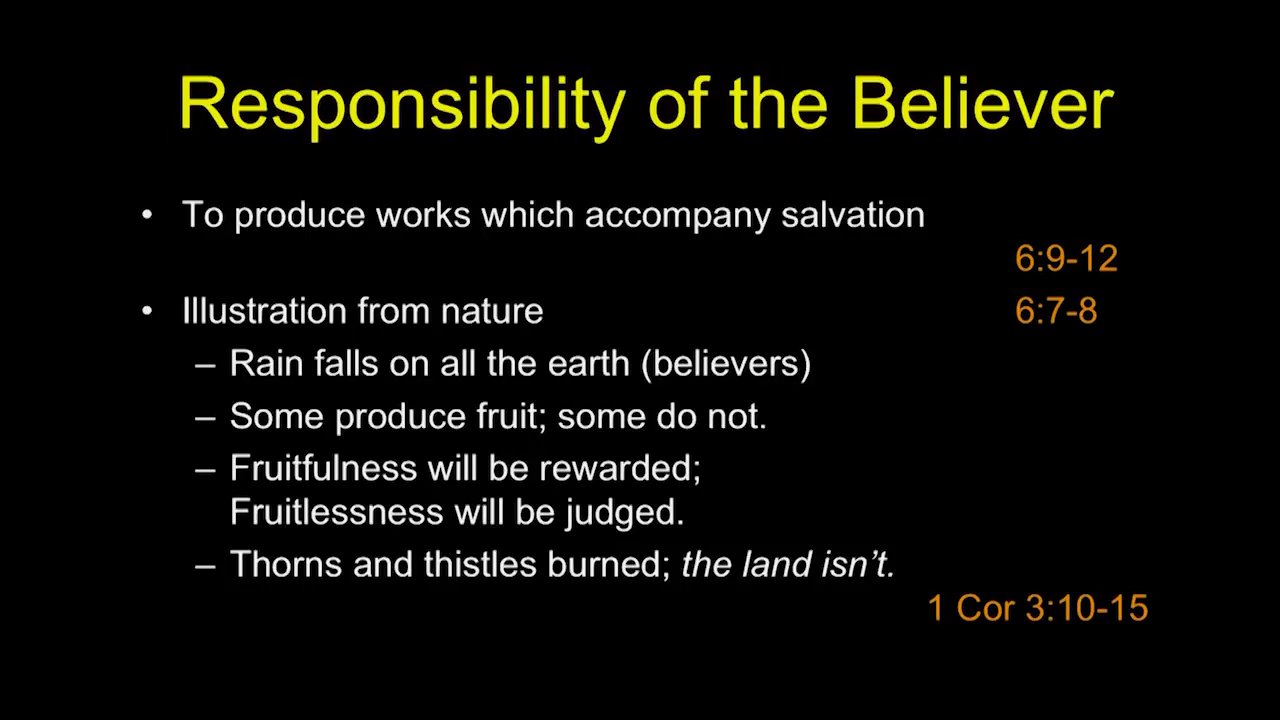 Responsibility of the Believer
• To produce works which accompany salvation
6:9-12
• Illustration from nature 6:7-8
– Rain falls on all the earth (believers)
– Some produce fruit; some do not.
– Fruitfulness will be rewarded;
Fruitlessness will be judged.
– Thorns and thistles burned; the land isn’t.
1 Cor 3:10-15